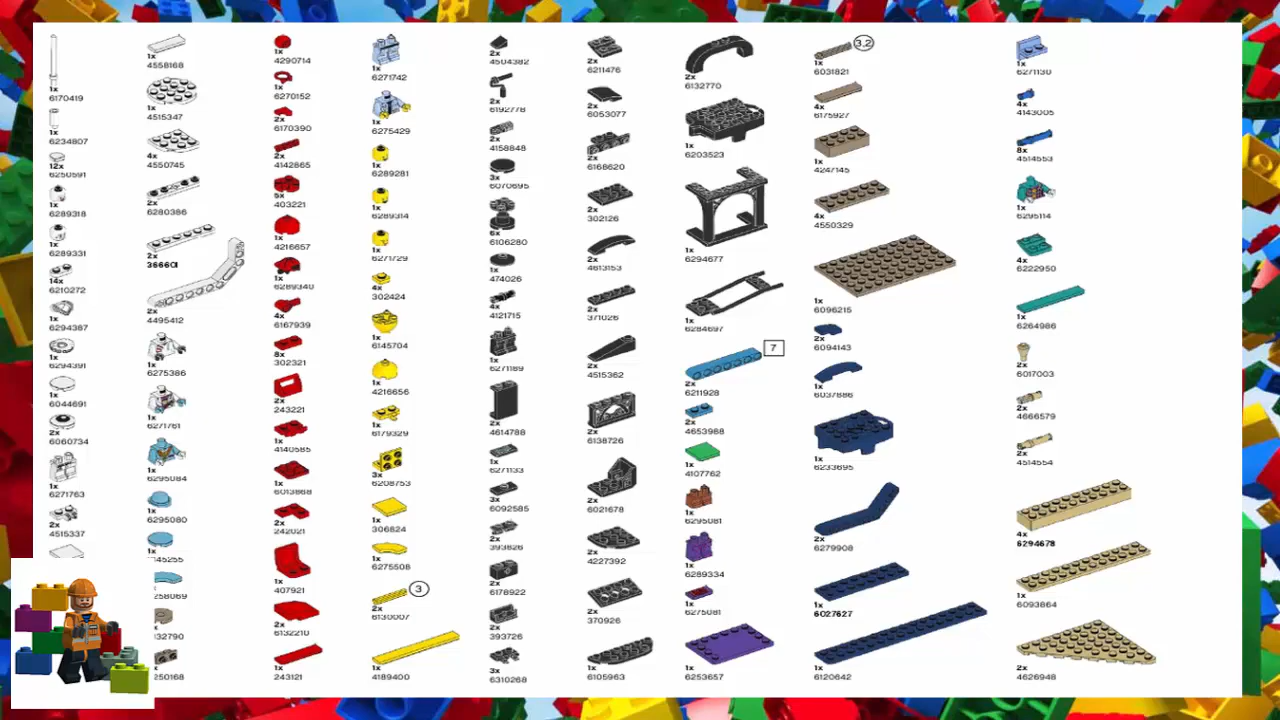 1x
6170419
1x
6234807
12x
6250591
1x
6289318
1x
6289331
14x
6210272
1x
6294387
1x
6294391
1x
6044691
2x
6060734
1x
6271763
2x
4515337
1x
4558168
1x
4515347
4x
4550745
2x
6280386
2x
366601
2x
4495412
1x
6275386
1x
6271761
1x
6295084
1x
6295080
1x
4290714
1x
6270152
2x
6170390
2x
4142865
5x
403221
1x
4216657
1x
6289340
4x
6167939
8x
302321
2x
243221
1x
4140585
1x
6013868
2x
242021
1x
407921
2x
6132210
1x
243121
1x
6271742
1x
6275429
1x
6289281
1x
6289314
1x
6271729
4x
302424
1x
6145704
1x
4216656
1x
6179329
3x
6208753
1x
306824
1x
6275508
3
2x
6130007
1x
4189400
2x
4504382
1x
6192778
2x
4158848
3x
6070695
6x
6106280
1x
474026
4x
4121715
1x
6271189
2x
4614788
1x
6271133
3x
6092585
2x
393826
2x
6178922
2x
393726
3x
6310268
2x
6211476
2x
6053077
2x
6168620
2x
302126
2x
4613153
2x
371026
2x
4515362
2x
6138726
2x
6021678
2x
4227392
2x
370926
1x
6105963
2x
6132770
1x
6203523
1x
6294677
1x
6284697
7
2x
6211928
2x
4653988
1x
4107762
1x
6295081
1x
6289334
1x
6275081
1x
6253657
3,2
1x
6031821
4x
6175927
1x
4247145
4x
4550329
1x
6096215
2x
6094143
1x
6037886
1x
6233695
2x
6279908
1x
6027627
1x
6120642
1x
6271130
4x
4143005
8x
4514553
1x
6295114
4x
6222950
1x
6264986
2x
6017003
2x
4666579
2x
4514554
4x
6294678
1x
6093864
2x
4626948